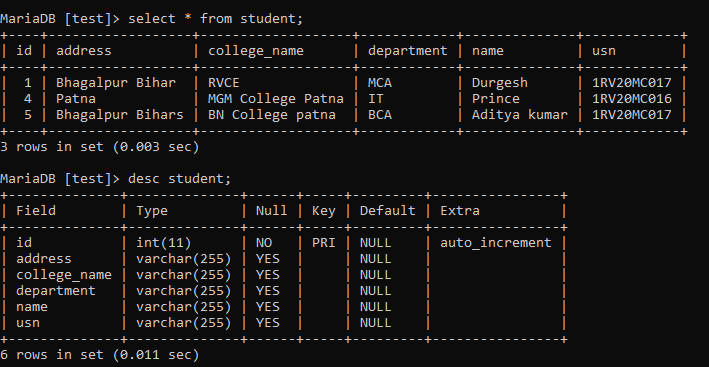 MariaDB [test]> select * from student;
+----+-----------------+-------------------+------------+--------------+------------+
| id | address         | college_name      | department | name         | usn        |
+----+-----------------+-------------------+------------+--------------+------------+
|  1 | Bhagalpur Bihar | RVCE              | MCA        | Durgesh      | 1RV20MC017 |
|  4 | Patna           | MGM College Patna | IT         | Prince       | 1RV20MC016 |
|  5 | Bhagalpur Bihars | BN College patna  | BCA        | Aditya kumar | 1RV20MC017 |
+----+-----------------+-------------------+------------+--------------+------------+
3 rows in set (0.003 sec)
MariaDB [test]> desc student;
+--------------+--------------+------+-----+---------+----------------+
| Field        | Type         | Null | Key | Default | Extra          |
+--------------+--------------+------+-----+---------+----------------+
| id           | int(11)      | NO   | PRI | NULL    | auto_increment |
| address      | varchar(255) | YES  |     | NULL    |                |
| college_name | varchar(255) | YES  |     | NULL    |                |
| department   | varchar(255) | YES  |     | NULL    |                |
| name         | varchar(255) | YES  |     | NULL    |                |
| usn          | varchar(255) | YES  |     | NULL    |                |
+--------------+--------------+------+-----+---------+----------------+
6 rows in set (0.011 sec)